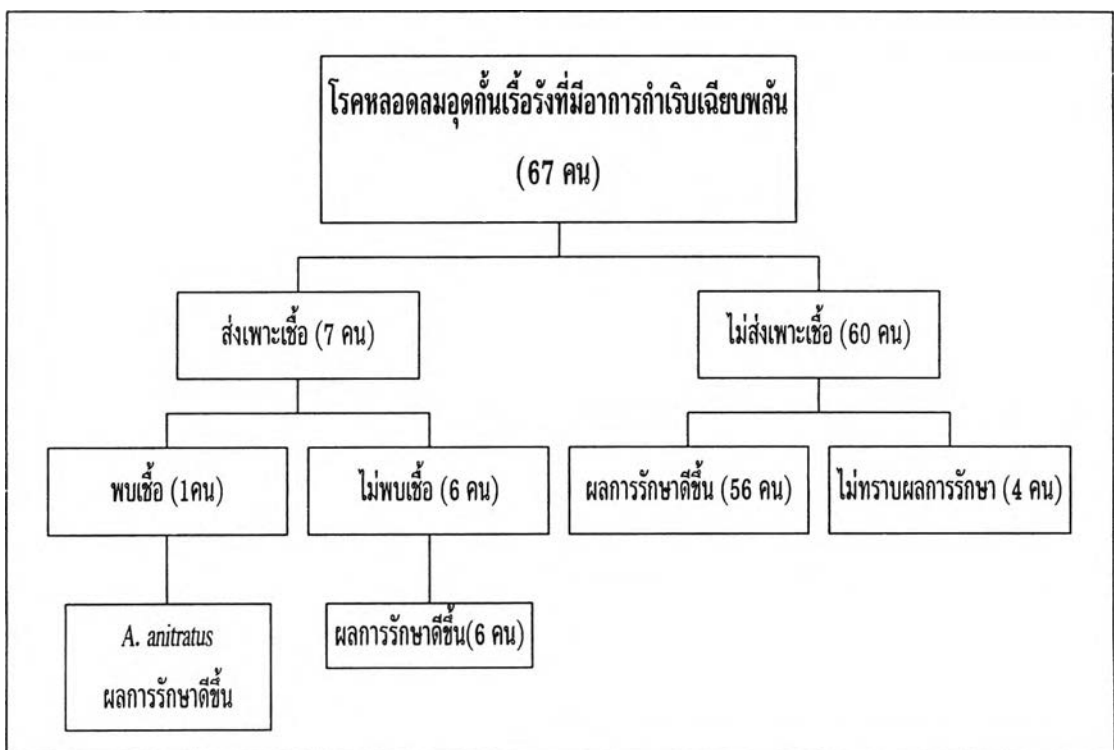 โรคหลอดลมอุดกั้นเรื้อรังที่มีอาการกำเริบเฉียบพลัน
(67 คน)
ส่งเพาะเชื้อ (7 คน)
ไม่ส่งเพาะเชื้อ (60 คน)
พบเชื้อ (1คน)
ไม่พบเชื้อ (6 คน)
ผลการรักษาดีขึ้น (56 คน)
ไม่ทราบผลการรักษา (4 คน)
A. anitratus
ผลการรักษาดีขึ้น
ผลการรักษาดีขึ้น(6 คน)